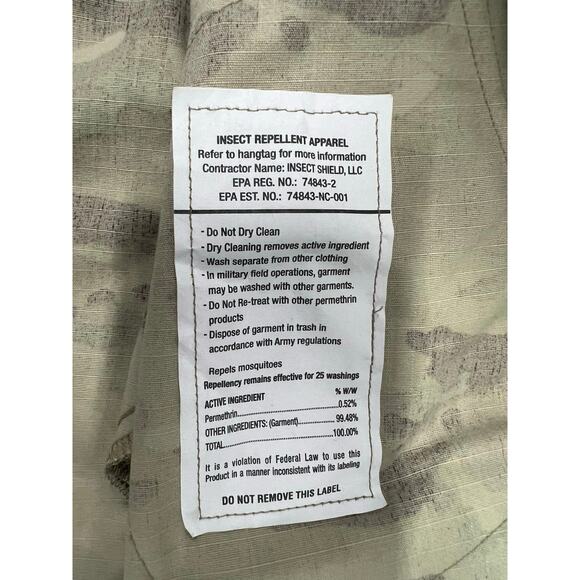 INSECT REPELLENT APPAREL
Refer to hangtag for more information
Contractor Name: INSECT SHIELD, LLC
EPA REG. NO.: 74843-2
EPA EST. NO.: 74843-NC-001
- Do Not Dry Clean
- Dry Cleaning removes active ingredient
- Wash separate from other clothing
- In military field operations, garment
may be washed with other garments.
- Do Not Re-treat with other permethrin
products
- Dispose of garment in trash in
accordance with Army regulations
Repels mosquitoes
Repellency remains effective for 25 washings
ACTIVE INGREDIENT % W/W
Permethrin..............................0.52%
OTHER INGREDIENTS: (Garment)............99.48%
TOTAL...................................100.00%
It is a violation of Federal Law to use this
Product in a manner inconsistent with its labeling
DO NOT REMOVE THIS LABEL